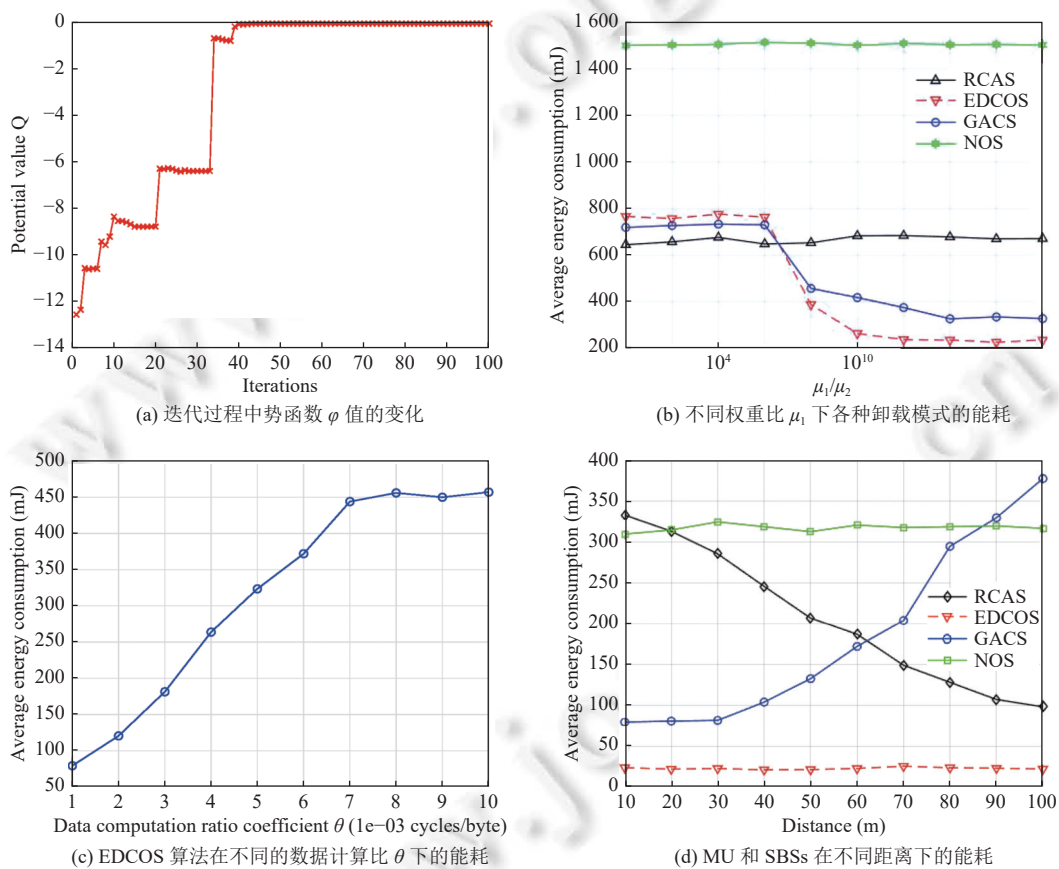 0
−2
−4
−6
−8
−10
−12
−14
Potential value Q
0 10 20 30 40 50 60 70 80 90 100
Iterations
(a) 迭代过程中势函数 φ 值的变化
1 600
1 400
1 200
1 000
800
600
400
200
Average energy consumption (mJ)
RCAS
EDCOS
GACS
NOS
10⁴ 10¹⁰
μ₁/μ₂
(b) 不同权重比 μ₁ 下各种卸载模式的能耗
500
450
400
350
300
250
200
150
100
50
Average energy consumption (mJ)
1 2 3 4 5 6 7 8 9 10
Data computation ratio coefficient θ (1e−03 cycles/byte)
(c) EDCOS 算法在不同的数据计算比 θ 下的能耗
400
350
300
250
200
150
100
50
0
Average energy consumption (mJ)
RCAS
EDCOS
GACS
NOS
10 20 30 40 50 60 70 80 90 100
Distance (m)
(d) MU 和 SBSs 在不同距离下的能耗